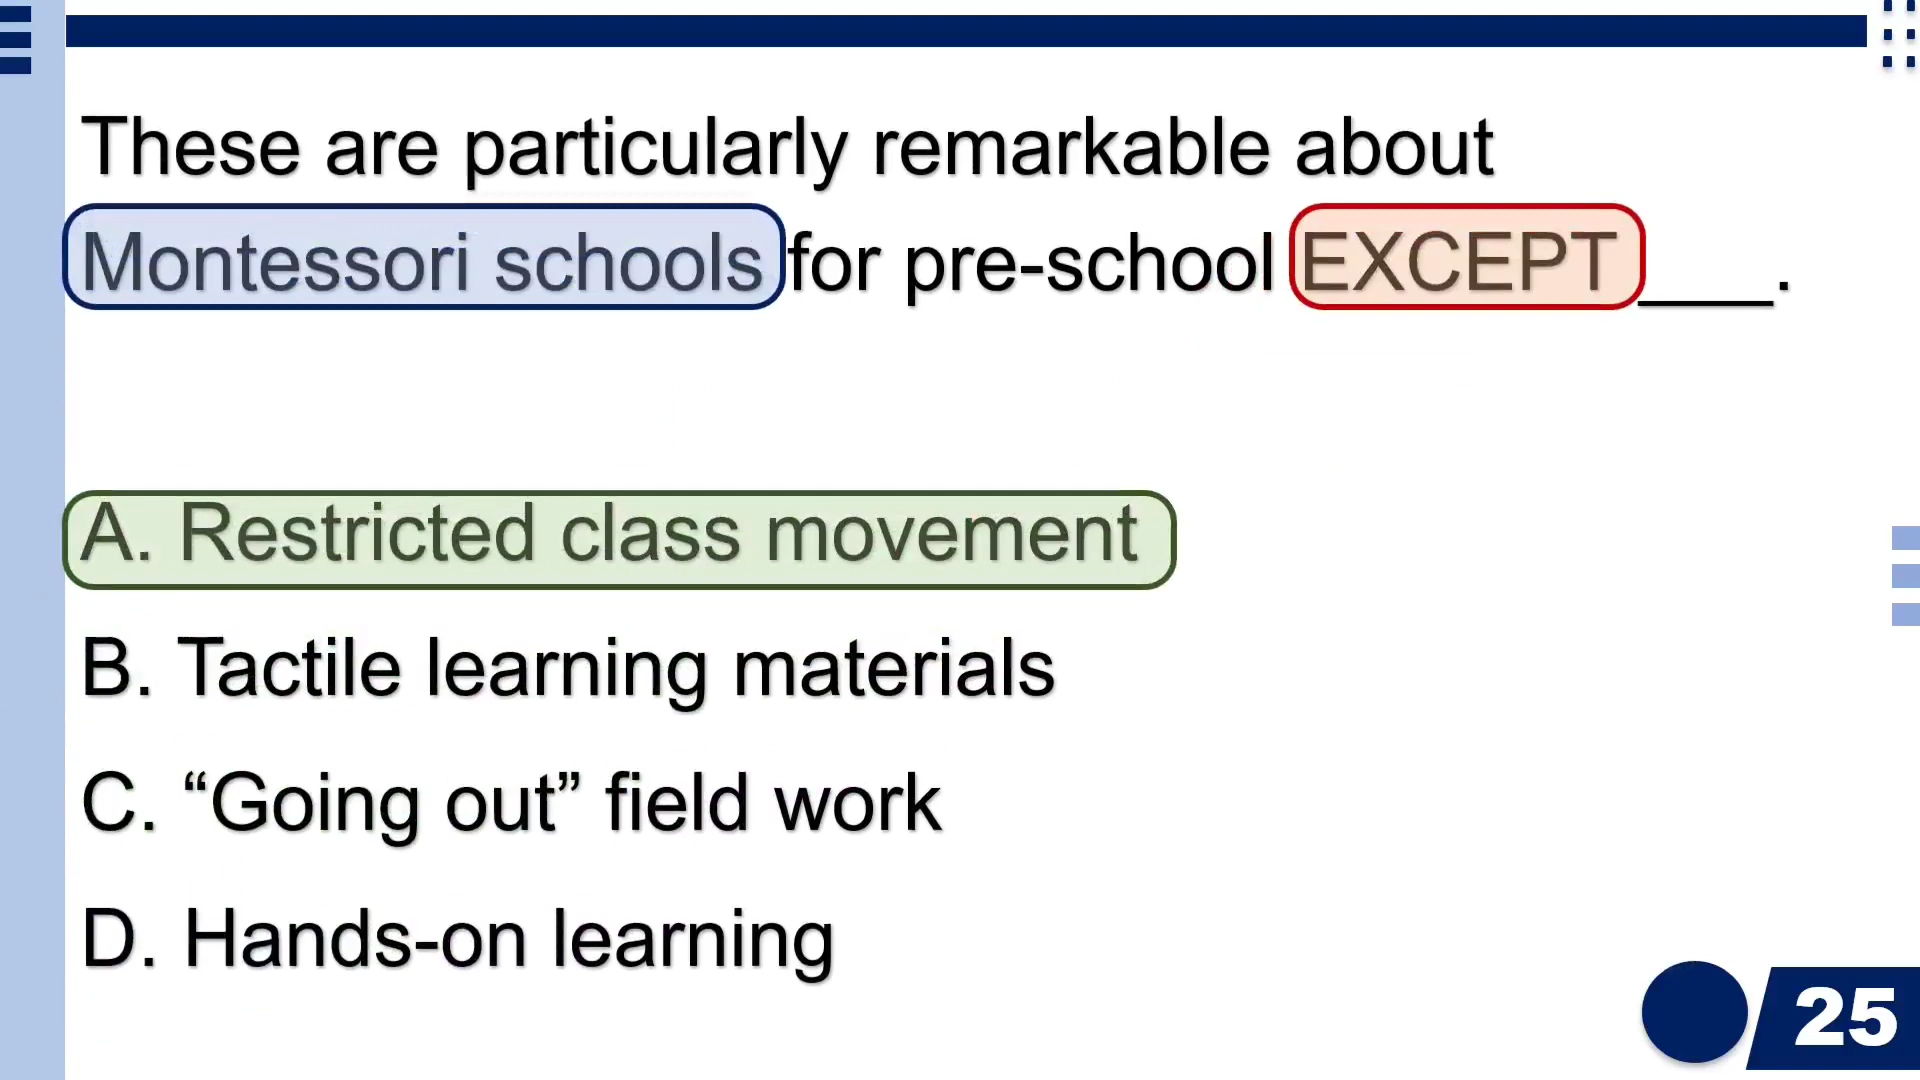 These are particularly remarkable about
Montessori schools for pre-school EXCEPT ___.
A. Restricted class movement
B. Tactile learning materials
C. “Going out” field work
D. Hands-on learning
25